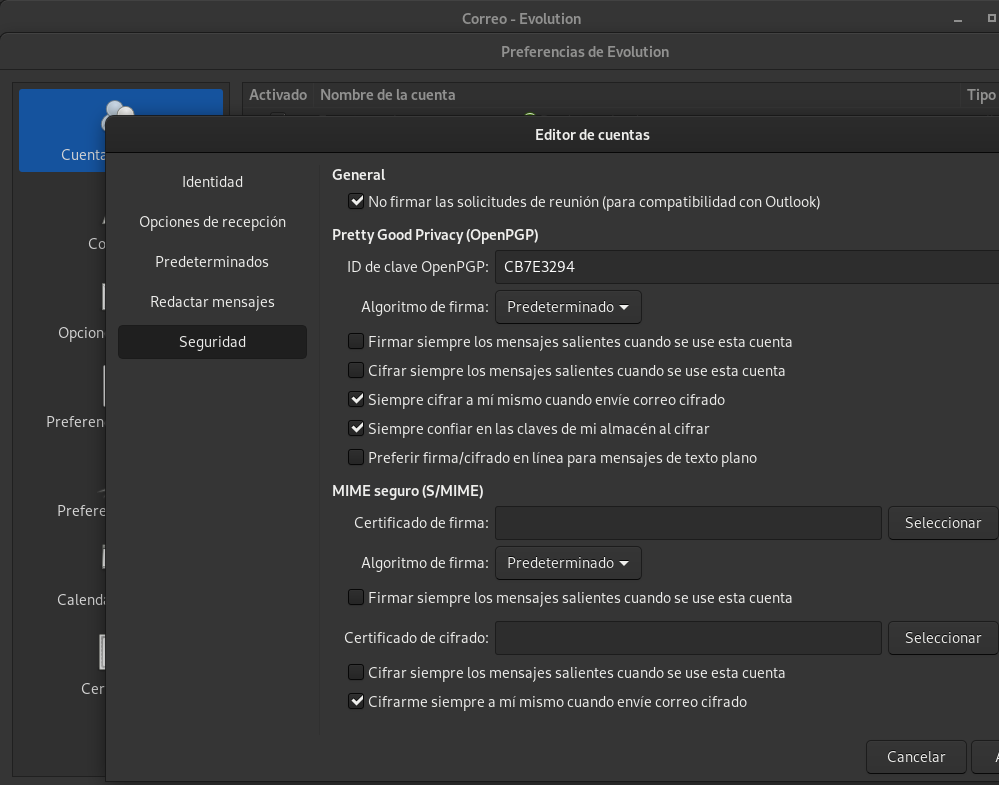 Correo - Evolution
Preferencias de Evolution
Activado Nombre de la cuenta Tipo
Editor de cuentas
Identidad
Opciones de recepción
Predeterminados
Redactar mensajes
Seguridad
General
No firmar las solicitudes de reunión (para compatibilidad con Outlook)
Pretty Good Privacy (OpenPGP)
ID de clave OpenPGP: CB7E3294
Algoritmo de firma: Predeterminado
Firmar siempre los mensajes salientes cuando se use esta cuenta
Cifrar siempre los mensajes salientes cuando se use esta cuenta
Siempre cifrar a mí mismo cuando envíe correo cifrado
Siempre confiar en las claves de mi almacén al cifrar
Preferir firma/cifrado en línea para mensajes de texto plano
MIME seguro (S/MIME)
Certificado de firma: Seleccionar
Algoritmo de firma: Predeterminado
Firmar siempre los mensajes salientes cuando se use esta cuenta
Certificado de cifrado: Seleccionar
Cifrar siempre los mensajes salientes cuando se use esta cuenta
Cifrarme siempre a mí mismo cuando envíe correo cifrado
Cancelar